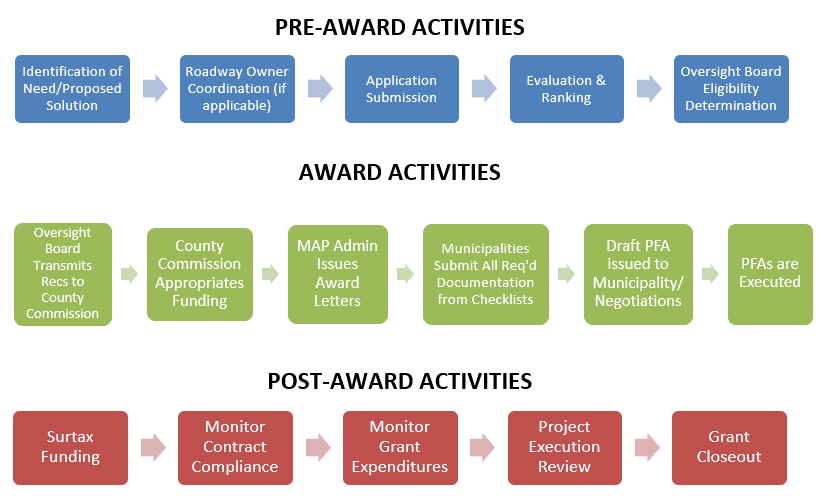 PRE-AWARD ACTIVITIES
Identification of
Need/Proposed
Solution
Roadway Owner
Coordination (if
applicable)
Application
Submission
Evaluation &
Ranking
Oversight Board
Eligibility
Determination
AWARD ACTIVITIES
Oversight
Board
Transmits
Recs to
County
Commission
County
Commission
Appropriates
Funding
MAP Admin
Issues
Award
Letters
Municipalities
Submit All Req'd
Documentation
from Checklists
Draft PFA
issued to
Municipality/
Negotiations
PFAs are
Executed
POST-AWARD ACTIVITIES
Surtax
Funding
Monitor
Contract
Compliance
Monitor
Grant
Expenditures
Project
Execution
Review
Grant
Closeout